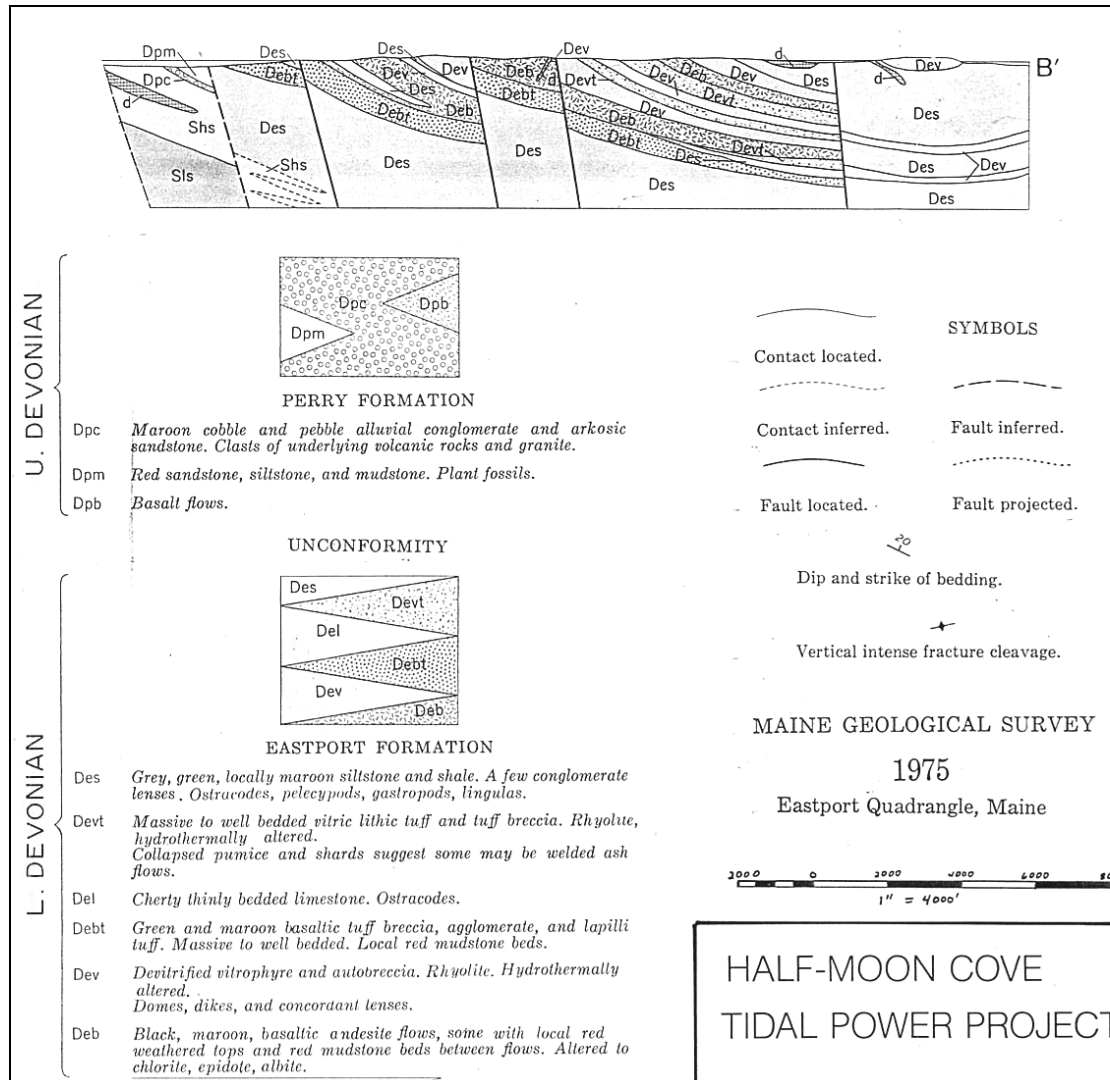 Dpm
Des
Des
Dev
d
Dev
B'
Dpc
Debt
Dev
Dev
Deb
d
Devt
Dev
Deb
Dev
Des
d
d
Des
Debt
Deb
Debt
Dev
Devt
Des
Shs
Des
Dev
Sls
Shs
Des
Des
Debt
Des
Devt
Des
Des
Dev
Des
U. DEVONIAN
Dpc
Dpb
Dpm
PERRY FORMATION
Dpc Maroon cobble and pebble alluvial conglomerate and arkosic
sandstone. Clasts of underlying volcanic rocks and granite.
Dpm Red sandstone, siltstone, and mudstone. Plant fossils.
Dpb Basalt flows.
UNCONFORMITY
L. DEVONIAN
Des
Devt
Del
Debt
Dev
Deb
EASTPORT FORMATION
Des Grey, green, locally maroon siltstone and shale. A few conglomerate
lenses. Ostracodes, pelecypods, gastropods, lingulas.
Devt Massive to well bedded vitric lithic tuff and tuff breccia. Rhyolite,
hydrothermally altered.
Collapsed pumice and shards suggest some may be welded ash
flows.
Del Cherty thinly bedded limestone. Ostracodes.
Debt Green and maroon basaltic tuff breccia, agglomerate, and lapilli
tuff. Massive to well bedded. Local red mudstone beds.
Dev Devitrified vitrophyre and autobreccia. Rhyolite. Hydrothermally
altered.
Domes, dikes, and concordant lenses.
Deb Black, maroon, basaltic andesite flows, some with local red
weathered tops and red mudstone beds between flows. Altered to
chlorite, epidote, albite.
SYMBOLS
Contact located.
Contact inferred. Fault inferred.
Fault located. Fault projected.
20
Dip and strike of bedding.
Vertical intense fracture cleavage.
MAINE GEOLOGICAL SURVEY
1975
Eastport Quadrangle, Maine
2000 0 2000 4000 6000
1" = 4000'
HALF-MOON COVE
TIDAL POWER PROJECT